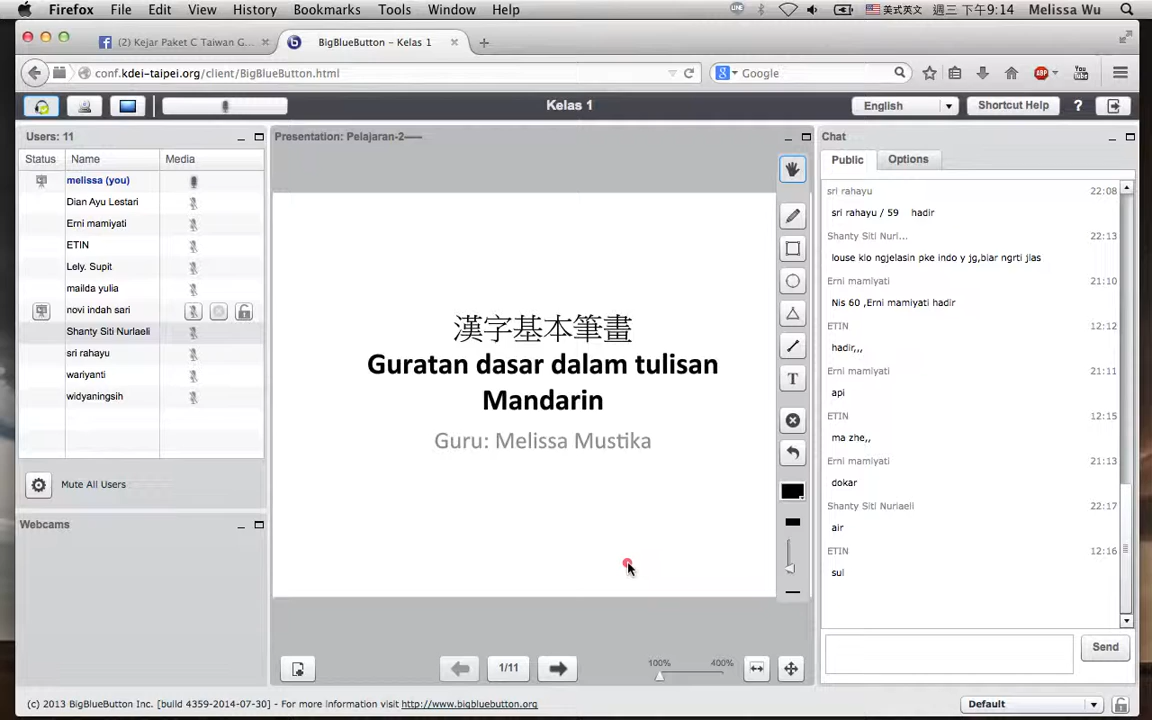 Firefox File Edit View History Bookmarks Tools Window Help
美式英文 週三 下午9:14 Melissa Wu
(2) Kejar Paket C Taiwan G...
BigBlueButton - Kelas 1
conf.kdei-taipei.org/client/BigBlueButton.html
Google
ABP
You Tube
Kelas 1
English
Shortcut Help
?
Users: 11
Status Name Media
melissa (you)
Dian Ayu Lestari
Erni mamiyati
ETIN
Lely. Supit
mailda yulia
novi indah sari
Shanty Siti Nurlaeli
sri rahayu
wariyanti
widyaningsih
Mute All Users
Webcams
Presentation: Pelajaran-2-----
漢字基本筆畫
Guratan dasar dalam tulisan
Mandarin
Guru: Melissa Mustika
T
1/11
100% 400%
Chat
Public Options
sri rahayu 22:08
sri rahayu / 59 hadir
Shanty Siti Nurl... 22:13
louse klo ngjelasin pke indo y jg,biar ngrti jlas
Erni mamiyati 21:10
Nis 60 ,Erni mamiyati hadir
ETIN 12:12
hadir,,,
Erni mamiyati 21:11
api
ETIN 12:15
ma zhe,,
Erni mamiyati 21:13
dokar
Shanty Siti Nurlaeli 22:17
air
ETIN 12:16
sui
Send
(c) 2013 BigBlueButton Inc. [build 4359-2014-07-30] - For more information visit http://www.bigbluebutton.org
Default